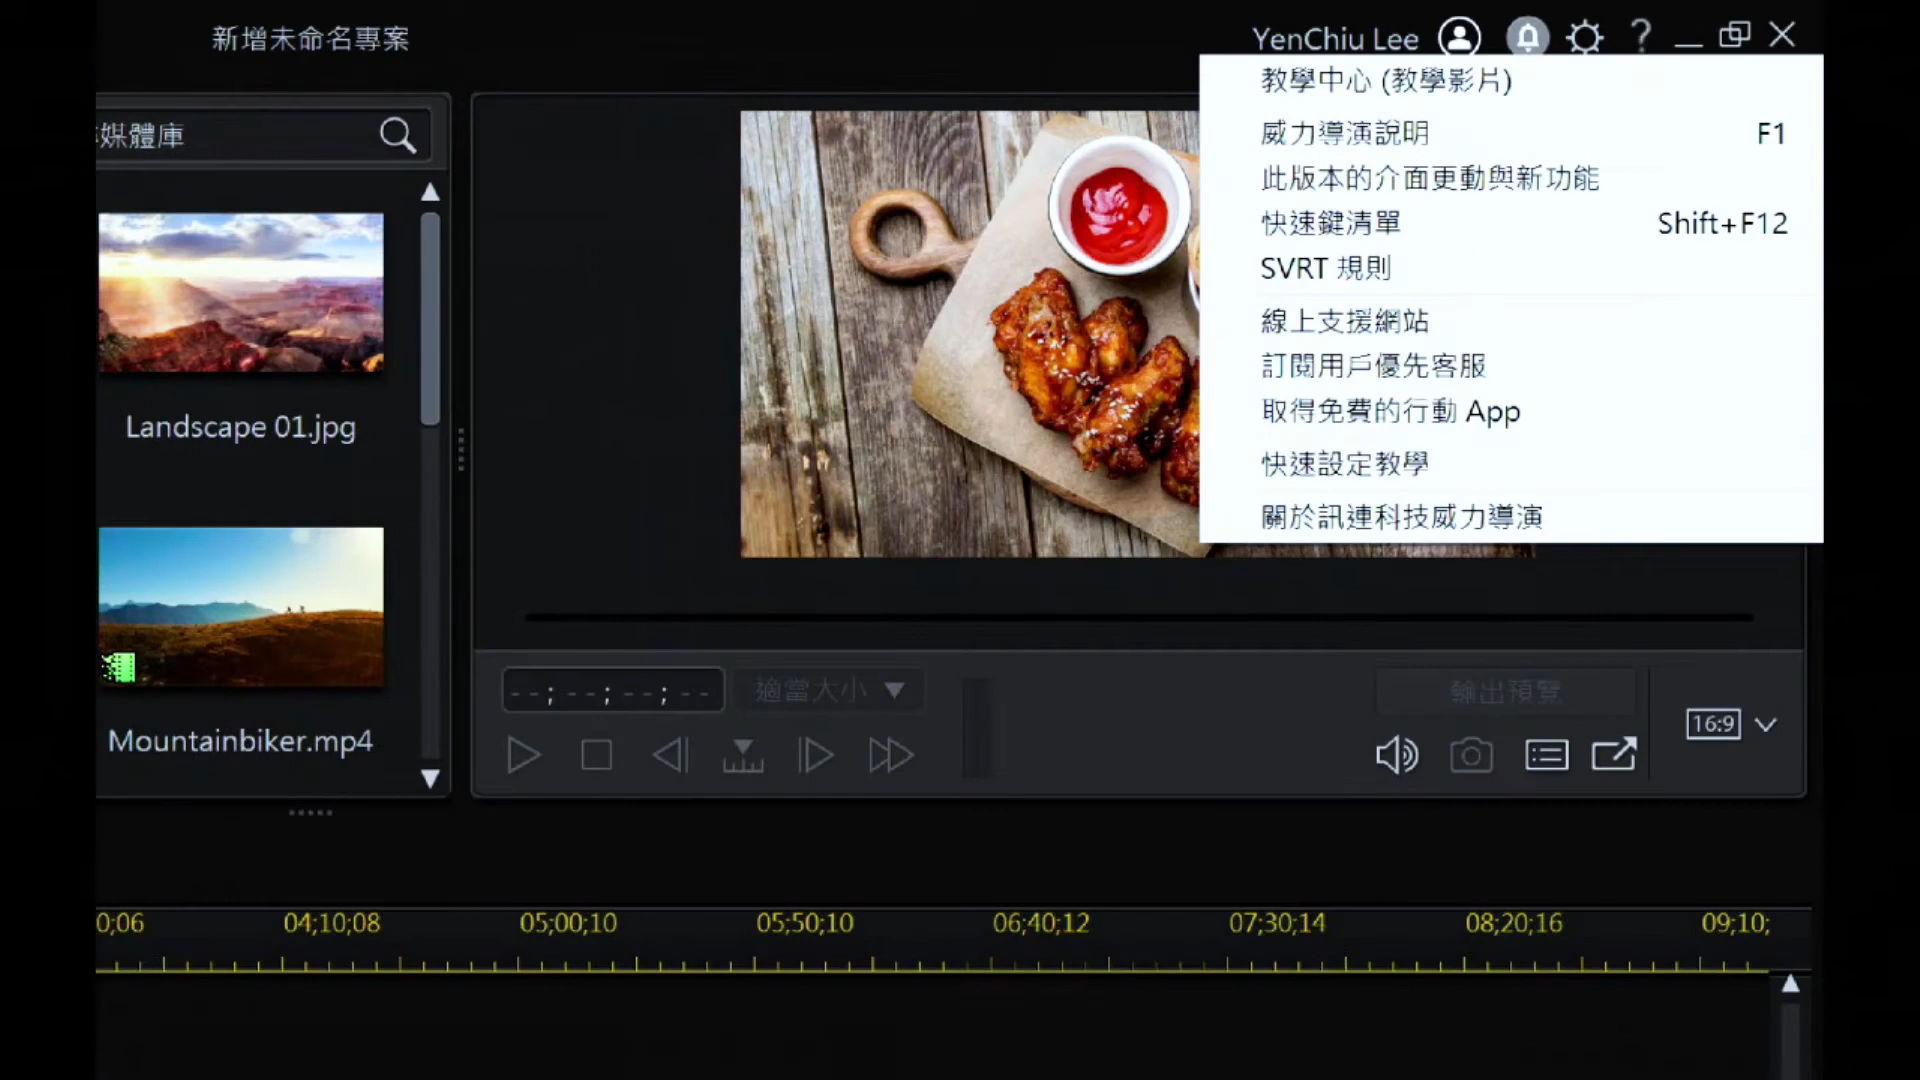 新增未命名專案
YenChiu Lee
媒體庫
教學中心 (教學影片)
威力導演說明 F1
此版本的介面更動與新功能
快速鍵清單 Shift+F12
SVRT 規則
線上支援網站
訂閱用戶優先客服
取得免費的行動 App
快速設定教學
關於訊連科技威力導演
Landscape 01.jpg
Mountainbiker.mp4
--;--;--;--
適當大小
輸出預覽
16:9
0;06 04;10;08 05;00;10 05;50;10 06;40;12 07;30;14 08;20;16 09;10;